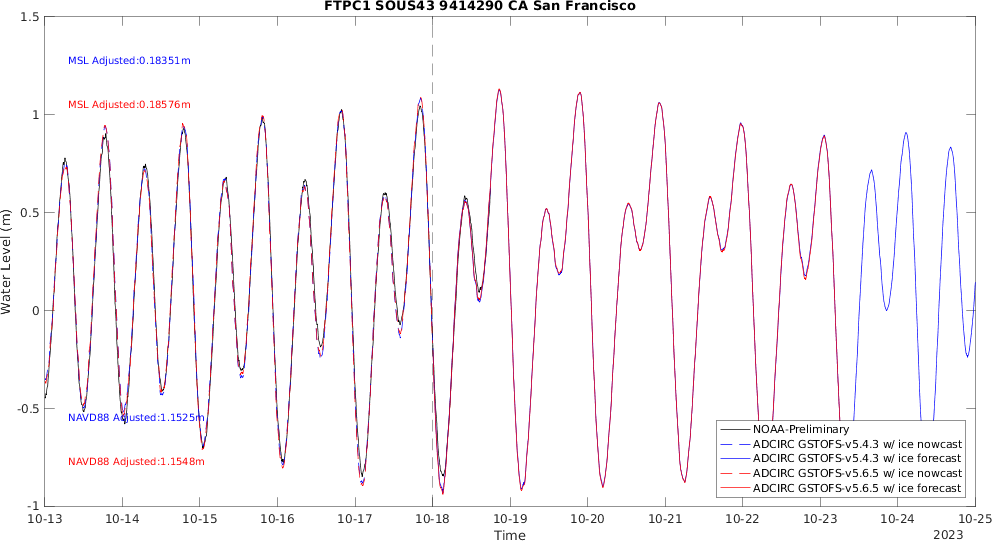 FTPC1 SOUS43 9414290 CA San Francisco
1.5
MSL Adjusted:0.18351m
MSL Adjusted:0.18576m
1
0.5
Water Level (m)
0
-0.5
NAVD88 Adjusted:1.1525m
NAVD88 Adjusted:1.1548m
-1
NOAA-Preliminary
ADCIRC GSTOFS-v5.4.3 w/ ice nowcast
ADCIRC GSTOFS-v5.4.3 w/ ice forecast
ADCIRC GSTOFS-v5.6.5 w/ ice nowcast
ADCIRC GSTOFS-v5.6.5 w/ ice forecast
10-13 10-14 10-15 10-16 10-17 10-18 10-19 10-20 10-21 10-22 10-23 10-24 10-25
Time
2023